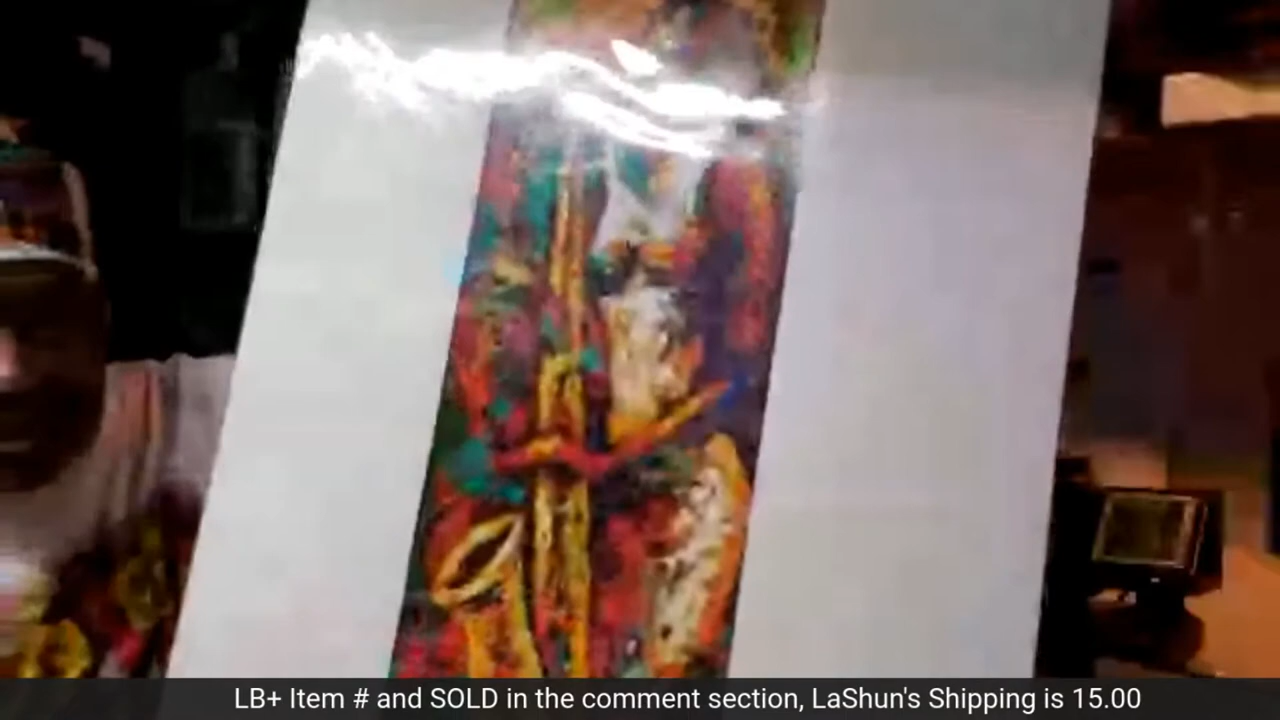 LB+ Item # and SOLD in the comment section, LaShun's Shipping is 15.00